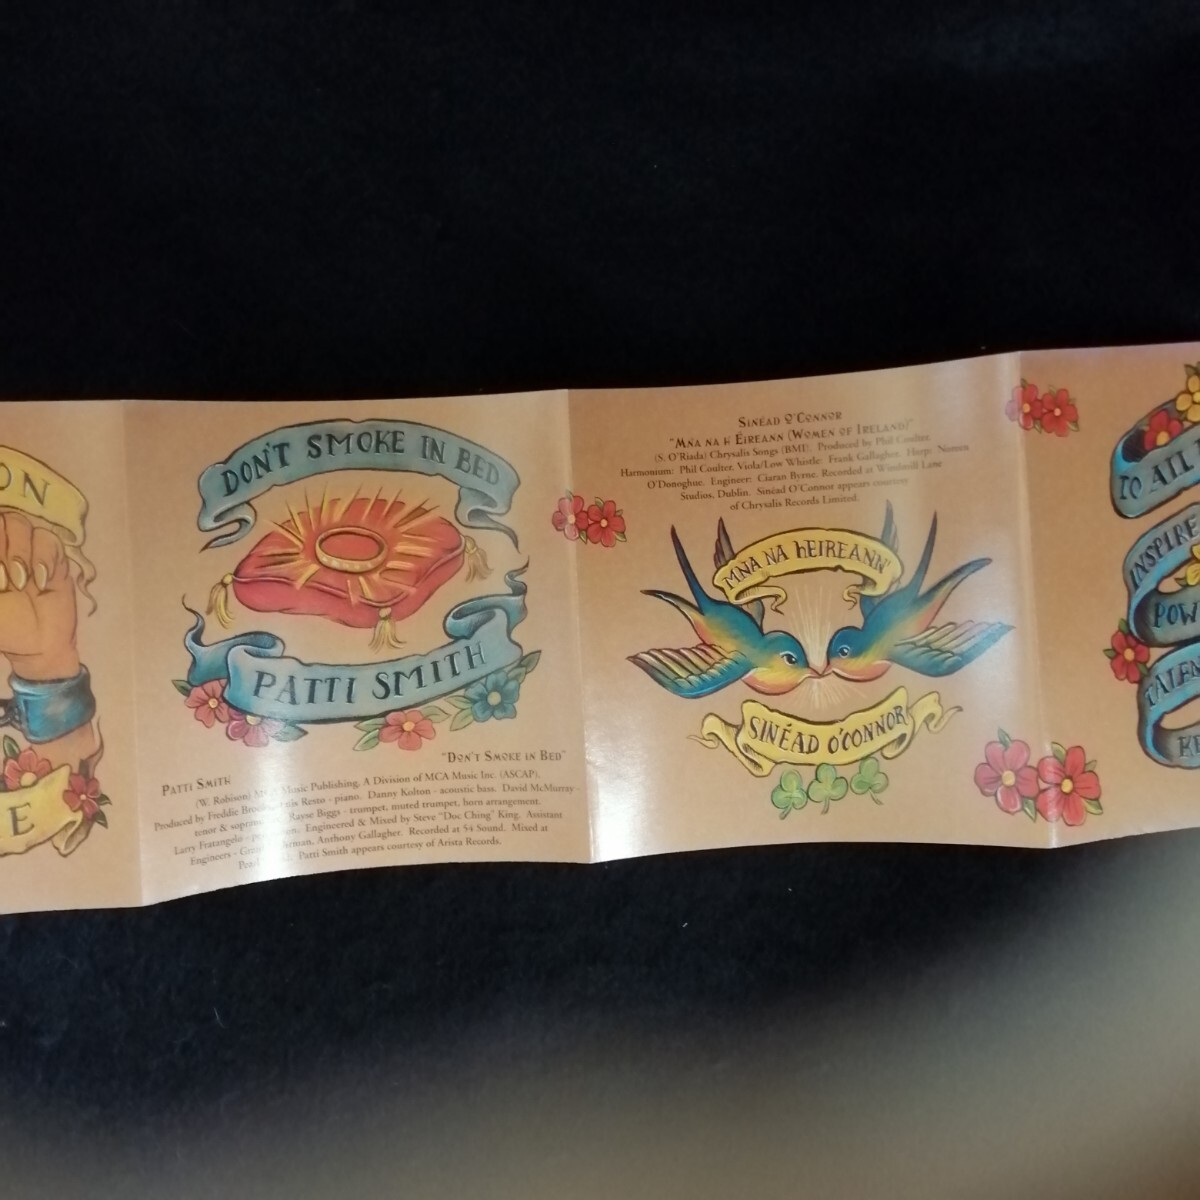 ON
E
DON'T SMOKE IN BED
PATTI SMITH
PATTI SMITH "DON'T SMOKE IN BED"
(W. Robison) Music Publishing, A Division of MCA Music Inc. (ASCAP).
Produced by Freddie Resto - piano. Danny Kolton - acoustic bass. David McMurray -
tenor & Rayse Biggs - trumpet, muted trumpet, horn arrangement.
Larry Fratangelo - Engineered & Mixed by Steve "Doc Ching" King. Assistant
Engineers - Anthony Gallagher. Recorded at 54 Sound. Mixed at
Patti Smith appears courtesy of Arista Records.
SINÉAD O'CONNOR
"MNA NA H ÉIREANN (WOMEN OF IRELAND)"
(S. O'Riada) Chrysalis Songs (BMI). Produced by Phil Coulter.
Harmonium: Phil Coulter. Viola/Low Whistle: Frank Gallagher. Harp: Nuntex
O'Donoghue. Engineer: Ciaran Byrne. Recorded at Windmill Lane
Studios, Dublin. Sinéad O'Connor appears courtesy
of Chrysalis Records Limited.
MNA NA hEIREANN
SINÉAD O'CONNOR
TO
INSPIRE
POW
TALEN
KE